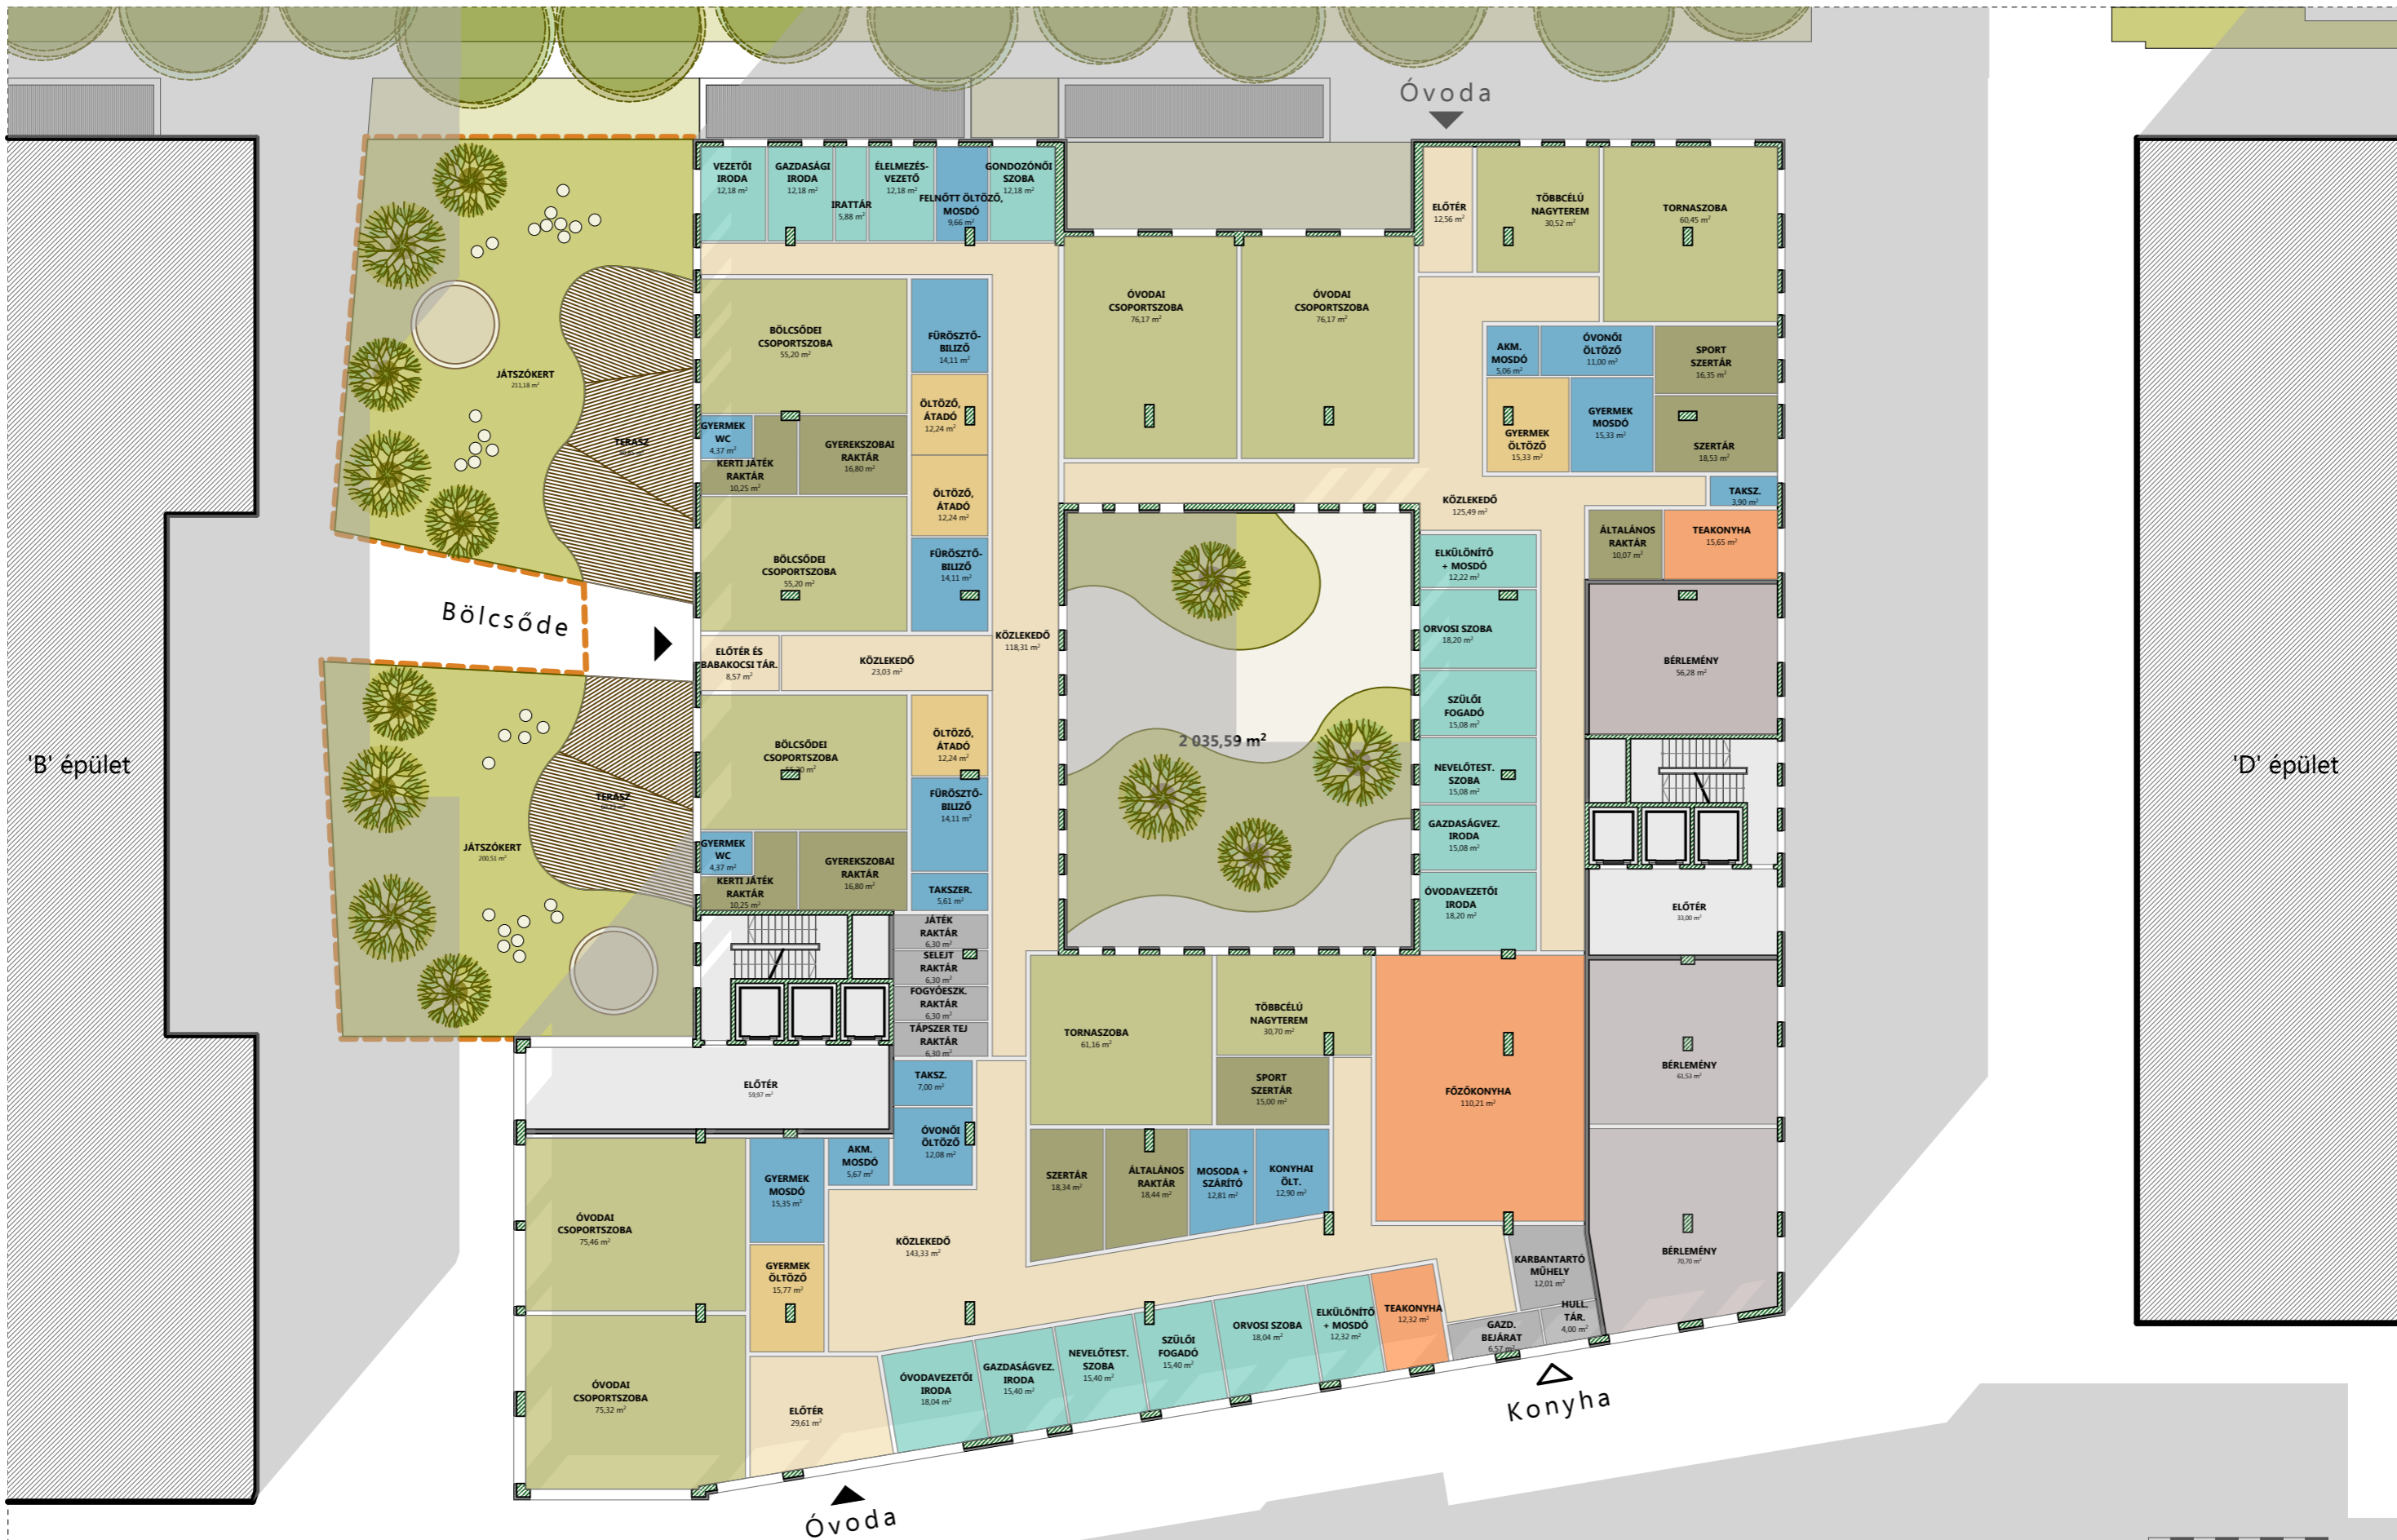 Óvoda
VEZETŐI
IRODA
12,18 m²
GAZDASÁGI
IRODA
12,18 m²
IRATTÁR
5,88 m²
ÉLELMEZÉS-
VEZETŐ
12,18 m²
FELNŐTT ÖLTÖZŐ,
MOSDÓ
9,66 m²
GONDOZÓNŐI
SZOBA
12,18 m²
ELŐTÉR
12,56 m²
TÖBBCÉLÚ
NAGYTEREM
30,52 m²
TORNASZOBA
60,45 m²
BÖLCSŐDEI
CSOPORTSZOBA
55,20 m²
FÜRÖSZTŐ-
BILIZŐ
14,11 m²
ÓVODAI
CSOPORTSZOBA
76,17 m²
ÓVODAI
CSOPORTSZOBA
76,17 m²
AKM.
MOSDÓ
5,06 m²
ÓVONŐI
ÖLTÖZŐ
11,00 m²
SPORT
SZERTÁR
16,35 m²
JÁTSZÓKERT
211,18 m²
TERASZ
GYERMEK
WC
4,37 m²
KERTI JÁTÉK
RAKTÁR
10,25 m²
GYEREKSZOBAI
RAKTÁR
16,80 m²
ÖLTÖZŐ,
ÁTADÓ
12,24 m²
GYERMEK
ÖLTÖZŐ
15,33 m²
GYERMEK
MOSDÓ
15,33 m²
SZERTÁR
18,53 m²
ÖLTÖZŐ,
ÁTADÓ
12,24 m²
KÖZLEKEDŐ
125,49 m²
TAKSZ.
3,90 m²
ÁLTALÁNOS
RAKTÁR
10,07 m²
TEAKONYHA
15,65 m²
BÖLCSŐDEI
CSOPORTSZOBA
55,20 m²
FÜRÖSZTŐ-
BILIZŐ
14,11 m²
ELKÜLÖNÍTŐ
+ MOSDÓ
12,22 m²
Bölcsőde
ELŐTÉR ÉS
BABAKOCSI TÁR.
8,57 m²
KÖZLEKEDŐ
23,03 m²
KÖZLEKEDŐ
118,31 m²
ORVOSI SZOBA
18,20 m²
BÉRLEMÉNY
56,28 m²
SZÜLŐI
FOGADÓ
15,08 m²
'B' épület
BÖLCSŐDEI
CSOPORTSZOBA
55,20 m²
ÖLTÖZŐ,
ÁTADÓ
12,24 m²
2 035,59 m²
NEVELŐTEST.
SZOBA
15,08 m²
'D' épület
TERASZ
FÜRÖSZTŐ-
BILIZŐ
14,11 m²
GAZDASÁGVEZ.
IRODA
15,08 m²
JÁTSZÓKERT
200,51 m²
GYERMEK
WC
4,37 m²
KERTI JÁTÉK
RAKTÁR
10,25 m²
GYEREKSZOBAI
RAKTÁR
16,80 m²
TAKSZER.
5,61 m²
ÓVODAVEZETŐI
IRODA
18,20 m²
ELŐTÉR
33,00 m²
JÁTÉK
RAKTÁR
6,30 m²
SELEJT
RAKTÁR
6,30 m²
FOGYÓESZK.
RAKTÁR
6,30 m²
TÁPSZER TEJ
RAKTÁR
6,30 m²
TORNASZOBA
61,16 m²
TÖBBCÉLÚ
NAGYTEREM
30,70 m²
FŐZŐKONYHA
110,21 m²
BÉRLEMÉNY
61,53 m²
ELŐTÉR
59,97 m²
TAKSZ.
7,00 m²
SPORT
SZERTÁR
15,00 m²
ÓVONŐI
ÖLTÖZŐ
12,08 m²
AKM.
MOSDÓ
5,67 m²
GYERMEK
MOSDÓ
15,35 m²
SZERTÁR
18,34 m²
ÁLTALÁNOS
RAKTÁR
18,44 m²
MOSODA +
SZÁRÍTÓ
12,81 m²
KONYHAI
ÖLT.
12,90 m²
ÓVODAI
CSOPORTSZOBA
75,46 m²
KÖZLEKEDŐ
143,33 m²
GYERMEK
ÖLTÖZŐ
15,77 m²
KARBANTARTÓ
MŰHELY
12,01 m²
BÉRLEMÉNY
70,70 m²
HULL.
TÁR.
4,00 m²
GAZD.
BEJÁRAT
6,57 m²
TEAKONYHA
12,32 m²
ELKÜLÖNÍTŐ
+ MOSDÓ
12,32 m²
ORVOSI SZOBA
18,04 m²
SZÜLŐI
FOGADÓ
15,40 m²
NEVELŐTEST.
SZOBA
15,40 m²
GAZDASÁGVEZ.
IRODA
15,40 m²
ÓVODAVEZETŐI
IRODA
18,04 m²
ÓVODAI
CSOPORTSZOBA
75,32 m²
ELŐTÉR
29,61 m²
Konyha
Óvoda